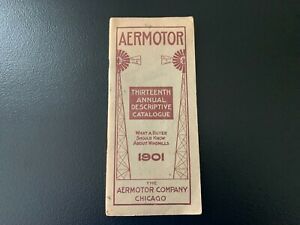 AERMOTOR
THIRTEENTH
ANNUAL
DESCRIPTIVE
CATALOGUE
WHAT A BUYER
SHOULD KNOW
ABOUT WINDMILLS
1901
THE
AERMOTOR COMPANY
CHICAGO